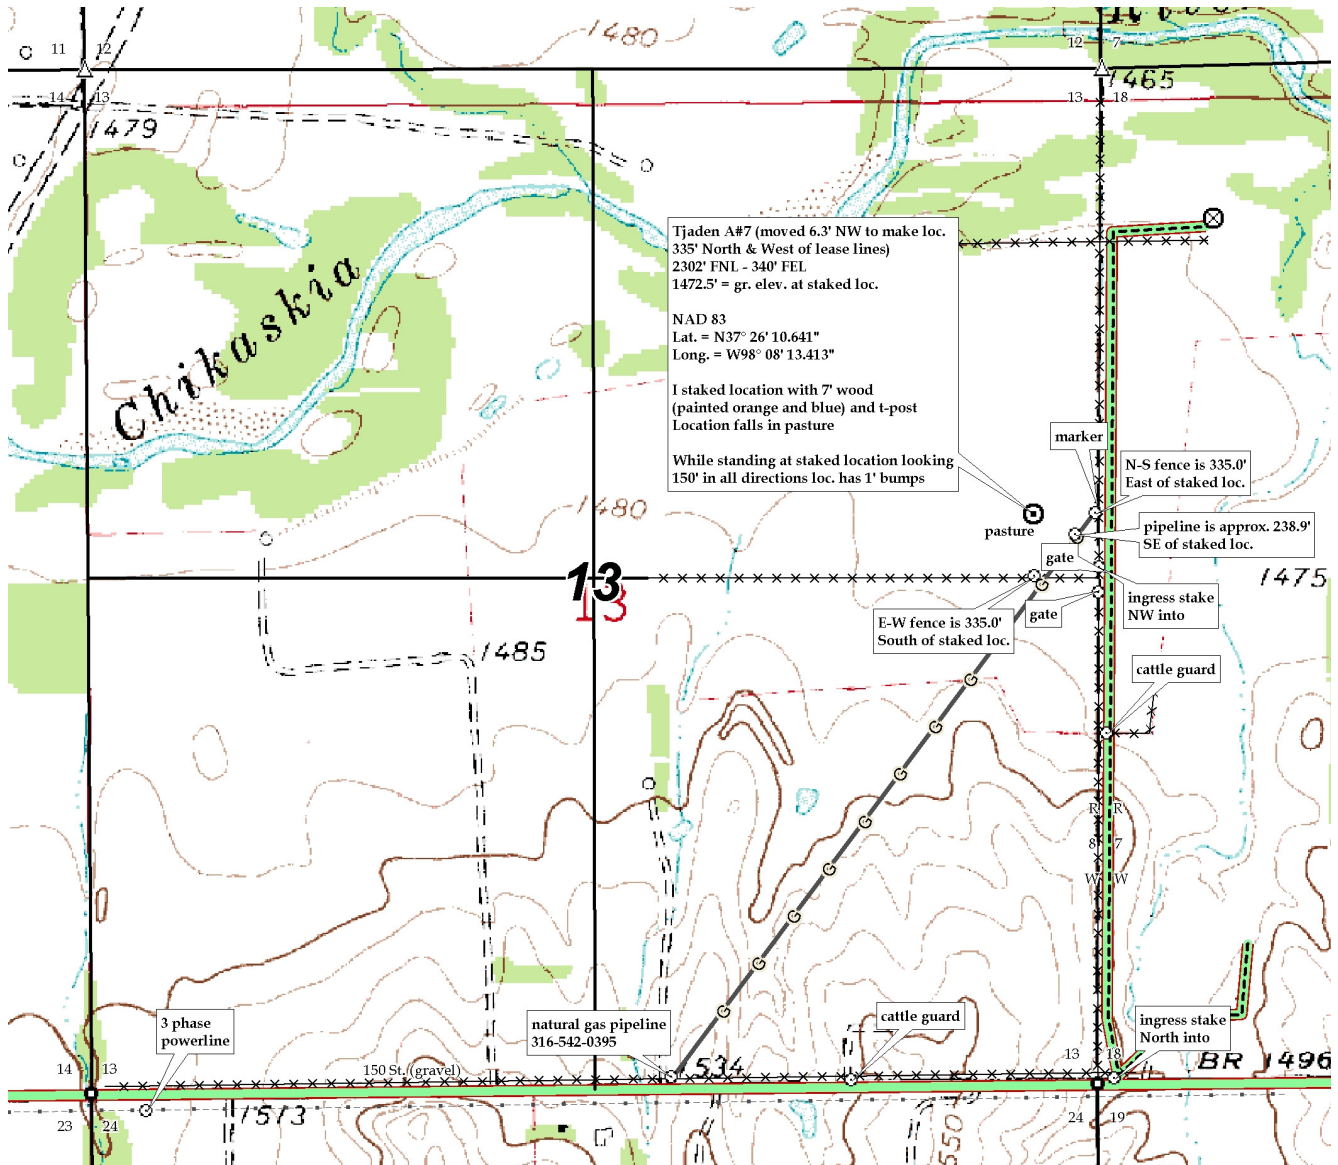 1480
11
12
12
7
1465
14
13
13
18
1479
Chikaskia
Tjaden A#7 (moved 6.3' NW to make loc.
335' North & West of lease lines)
2302' FNL - 340' FEL
1472.5' = gr. elev. at staked loc.
NAD 83
Lat. = N37° 26' 10.641"
Long. = W98° 08' 13.413"
I staked location with 7' wood
(painted orange and blue) and t-post
Location falls in pasture
While standing at staked location looking
150' in all directions loc. has 1' bumps
marker
N-S fence is 335.0'
East of staked loc.
1480
pasture
pipeline is approx. 238.9'
SE of staked loc.
gate
13
13
1475
ingress stake
NW into
gate
E-W fence is 335.0'
South of staked loc.
1485
cattle guard
G
G
G
G
G
G
G
G
G
R
R
8
7
W
W
3 phase
powerline
natural gas pipeline
316-542-0395
cattle guard
ingress stake
North into
14
13
150 St. (gravel)
534
13
18
BR 1496
23
24
1513
550
24
19